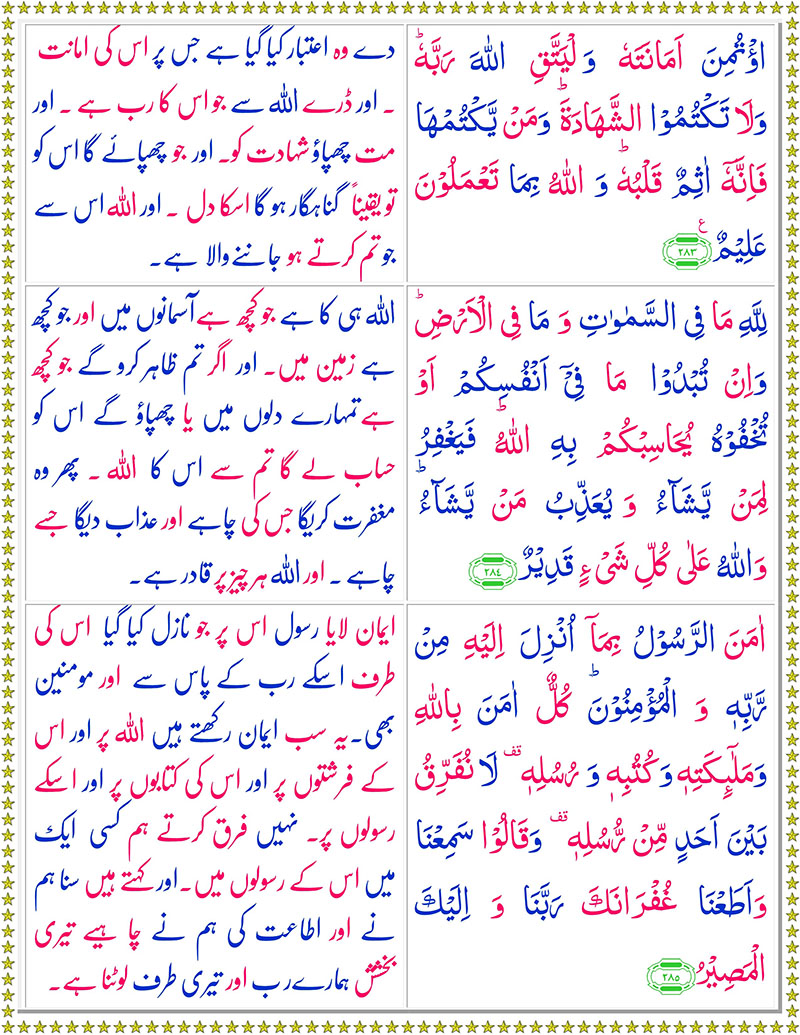 اؤْتُمِنَ اَمَانَتَهٗ وَ لْیَتَّقِ اللّٰهَ رَبَّهٗ ؕ
وَلَا تَكْتُمُوا الشَّهَادَةَ ؕ وَمَنْ یَّكْتُمْهَا
فَاِنَّهٗۤ اٰثِمٌ قَلْبُهٗ ؕ وَ اللّٰهُ بِمَا تَعْمَلُوْنَ
عَلِیْمٌ ع ﴿۲۸۳﴾
دے وہ اعتبار کیا گیا ہے جس پر اس کی امانت
۔ اور ڈرے اللہ سے جو اس کا رب ہے ۔ اور
مت چھپاؤ شہادت کو۔ اور جو چھپائے گا اس کو
تو یقیناً گناہگار ہو گا اسکا دل ۔ اور اللہ اس سے
جو تم کرتے ہو جاننے والا ہے۔
لِلّٰهِ مَا فِی السَّمٰوٰتِ وَ مَا فِی الْاَرْضِ ؕ
وَاِنْ تُبْدُوْا مَا فِیْۤ اَنْفُسِكُمْ اَوْ
تُخْفُوْهُ یُحَاسِبْكُمْ بِهِ اللّٰهُ ؕ فَیَغْفِرُ
لِمَنْ یَّشَآءُ وَ یُعَذِّبُ مَنْ یَّشَآءُ ؕ
وَاللّٰهُ عَلٰی كُلِّ شَیْءٍ قَدِیْرٌ ﴿۲۸٤﴾
اللہ ہی کا ہے جو کچھ ہے آسمانوں میں اور جو کچھ
ہے زمین میں۔ اور اگر تم ظاہر کرو گے جو کچھ
ہے تمہارے دلوں میں یا چھپاؤ گے اس کو
حساب لے گا تم سے اس کا اللہ ۔ پھر وہ
مغفرت کریگا جس کی چاہے اور عذاب دیگا جسے
چاہے ۔ اور اللہ ہر چیز پر قادر ہے۔
اٰمَنَ الرَّسُوْلُ بِمَاۤ اُنْزِلَ اِلَیْهِ مِنْ
رَّبِّهٖ وَ الْمُؤْمِنُوْنَ ؕ كُلٌّ اٰمَنَ بِاللّٰهِ
وَمَلٰٓىِٕكَتِهٖ وَكُتُبِهٖ وَ رُسُلِهٖ قف لَا نُفَرِّقُ
بَیْنَ اَحَدٍ مِّنْ رُّسُلِهٖ قف وَقَالُوْا سَمِعْنَا
وَاَطَعْنَا غُفْرَانَكَ رَبَّنَا وَ اِلَیْكَ
الْمَصِیْرُ ﴿۲۸۵﴾
ایمان لایا رسول اس پر جو نازل کیا گیا اس کی
طرف اسکے رب کے پاس سے اور مومنین
بھی۔یہ سب ایمان رکھتے ہیں اللہ پر اور اس
کے فرشتوں پر اور اس کی کتابوں پر اور اسکے
رسولوں پر۔ نہیں فرق کرتے ہم کسی ایک
میں اس کے رسولوں میں۔اور کہتے ہیں سنا ہم
نے اور اطاعت کی ہم نے چا ہیے تیری
بخشش ہمارے رب اور تیری طرف لوٹنا ہے۔